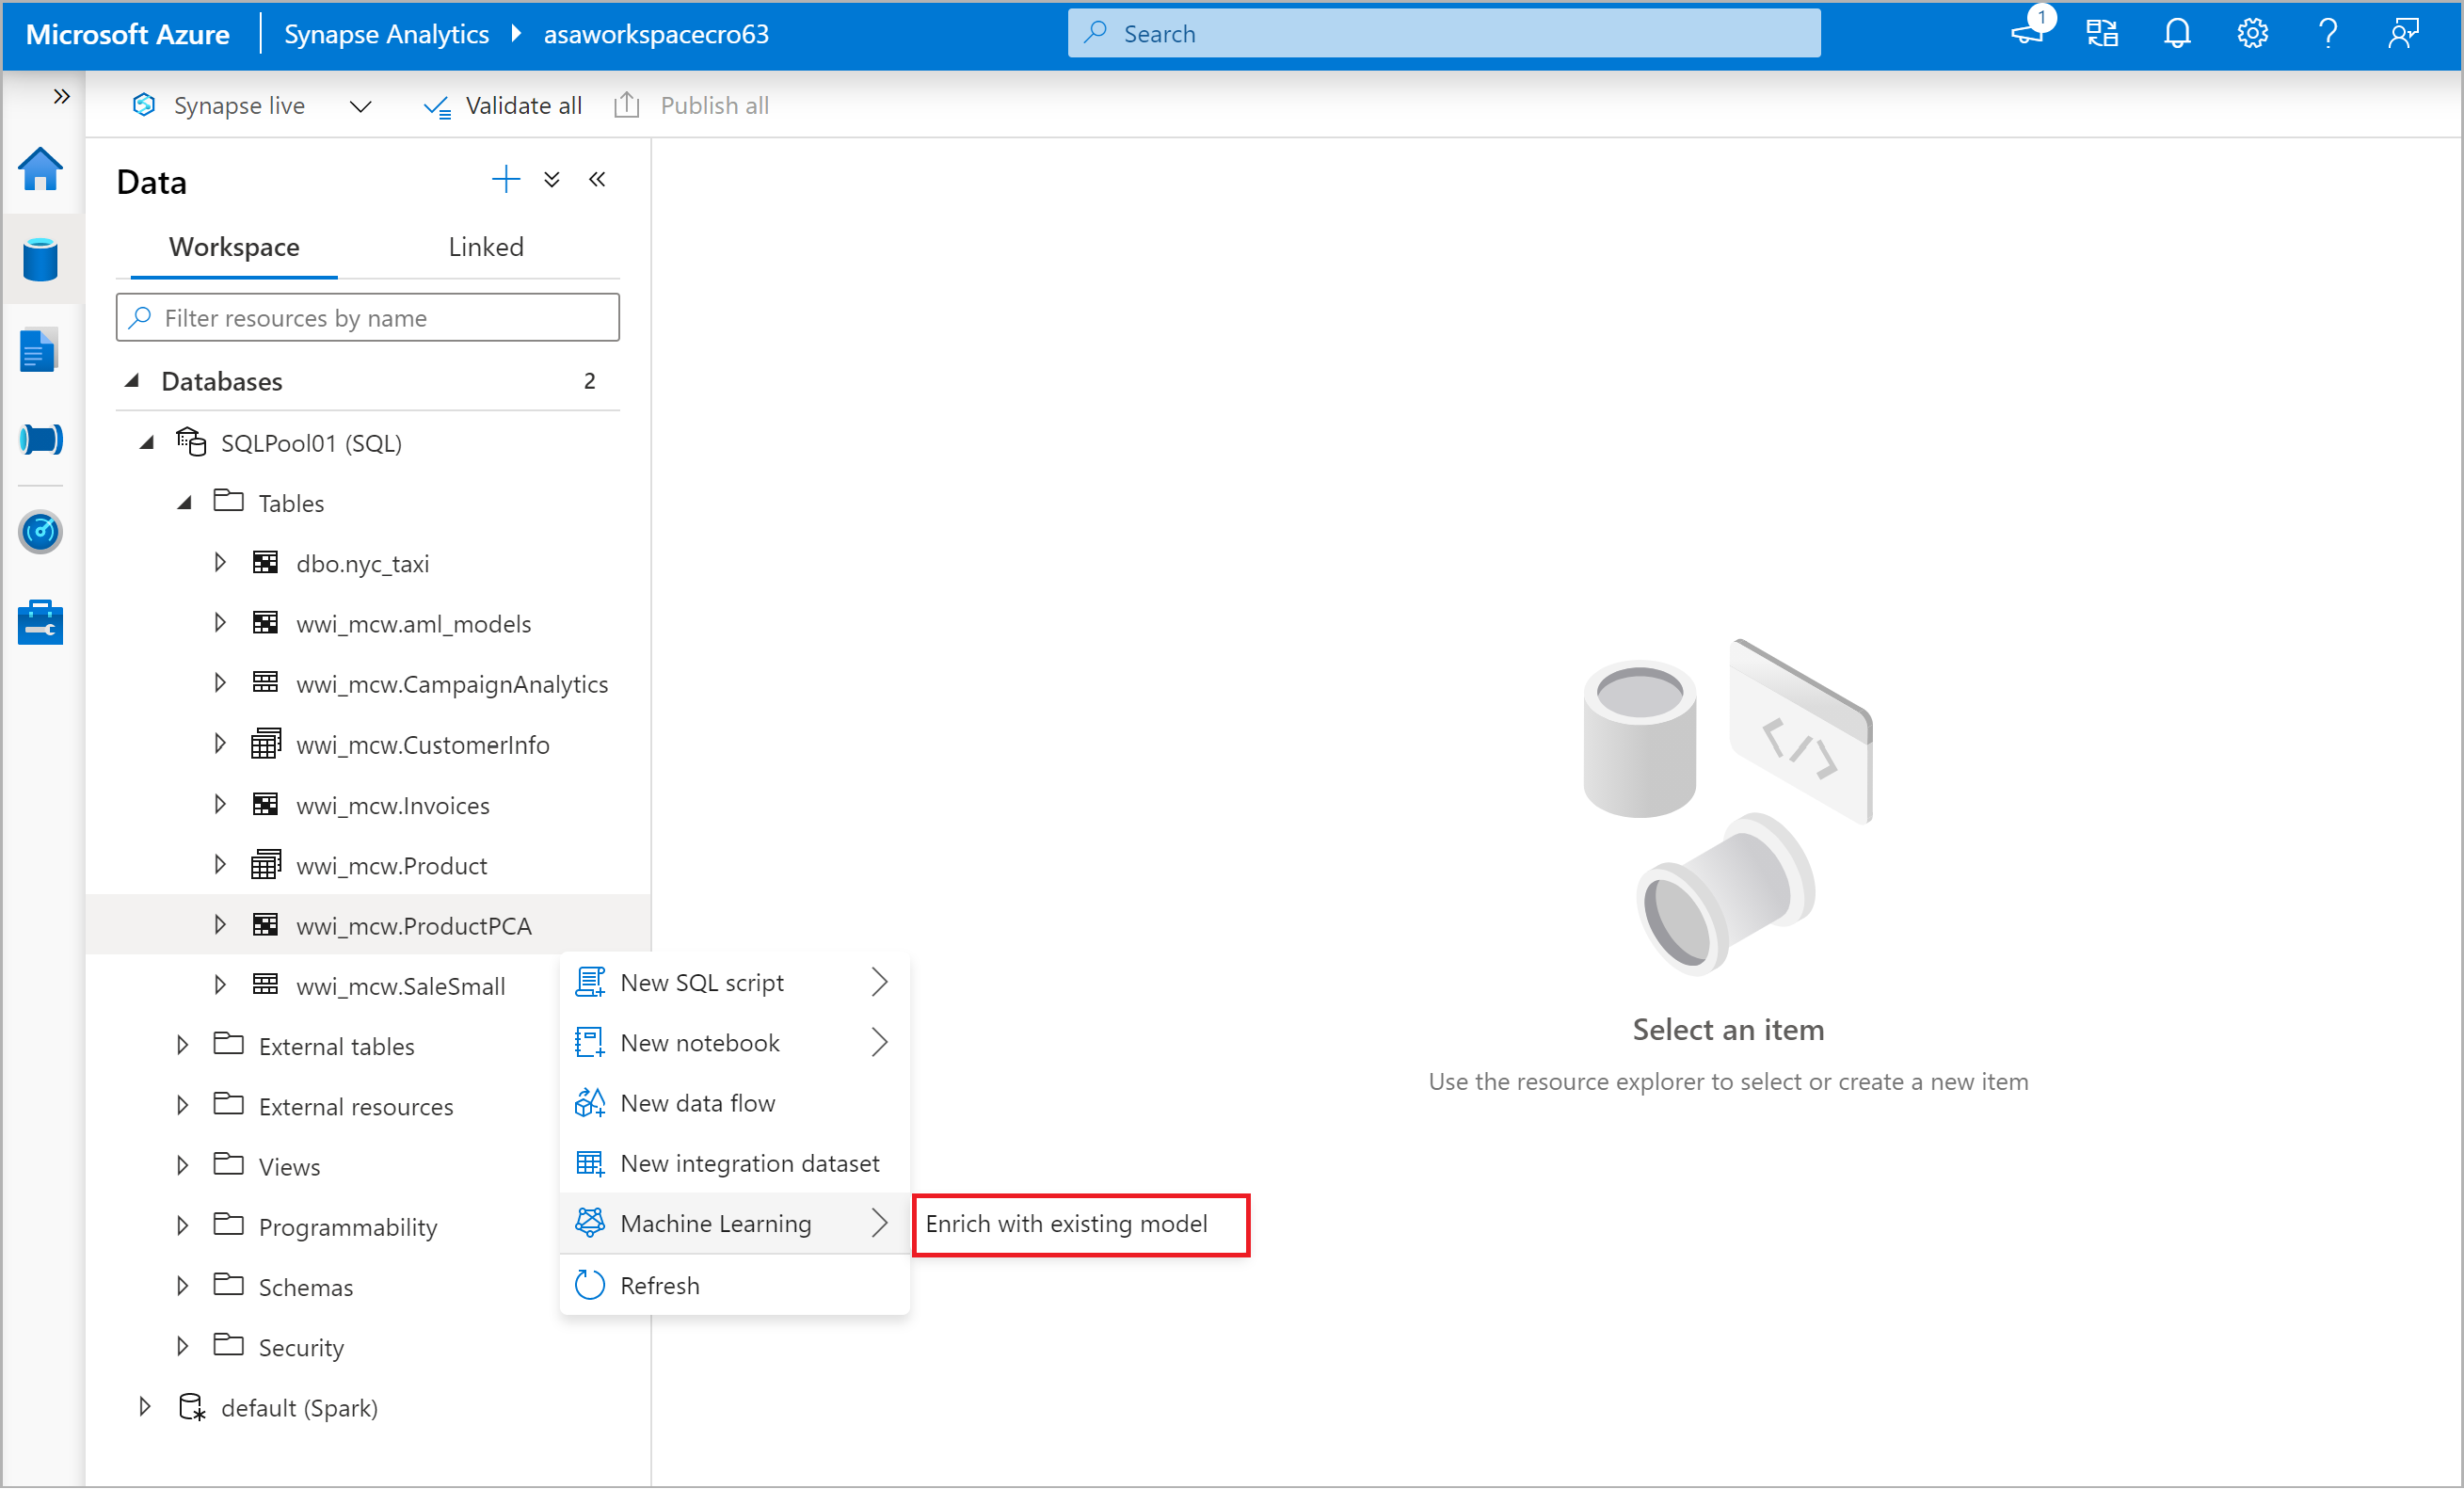 Microsoft Azure
Synapse Analytics
asaworkspacecro63
Search
1
Synapse live
Validate all
Publish all
Data
Workspace
Linked
Filter resources by name
Databases
2
SQLPool01 (SQL)
Tables
dbo.nyc_taxi
wwi_mcw.aml_models
wwi_mcw.CampaignAnalytics
wwi_mcw.CustomerInfo
wwi_mcw.Invoices
wwi_mcw.Product
wwi_mcw.ProductPCA
wwi_mcw.SaleSmall
External tables
External resources
Views
Programmability
Schemas
Security
default (Spark)
New SQL script
New notebook
New data flow
New integration dataset
Machine Learning
Enrich with existing model
Refresh
</>
Select an item
Use the resource explorer to select or create a new item